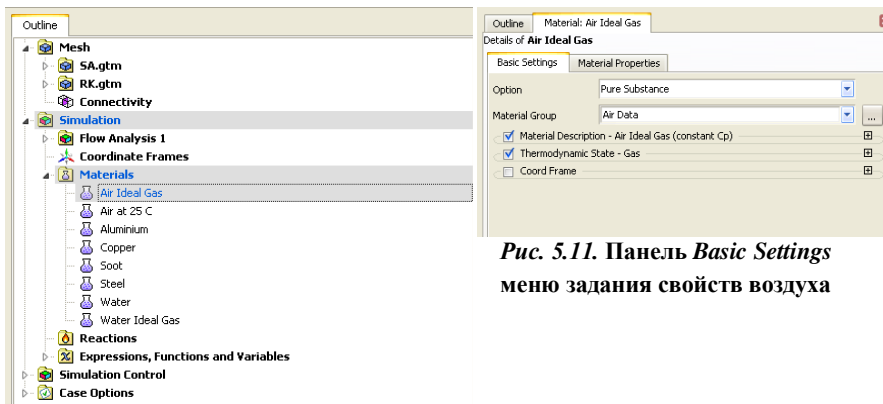 Outline
Mesh
SA.gtm
RK.gtm
Connectivity
Simulation
Flow Analysis 1
Coordinate Frames
Materials
Air Ideal Gas
Air at 25 C
Aluminium
Copper
Soot
Steel
Water
Water Ideal Gas
Reactions
Expressions, Functions and Variables
Simulation Control
Case Options
Outline Material: Air Ideal Gas
Details of Air Ideal Gas
Basic Settings Material Properties
Option Pure Substance
Material Group Air Data ...
Material Description - Air Ideal Gas (constant Cp)
Thermodynamic State - Gas
Coord Frame
Рис. 5.11. Панель Basic Settings
меню задания свойств воздуха